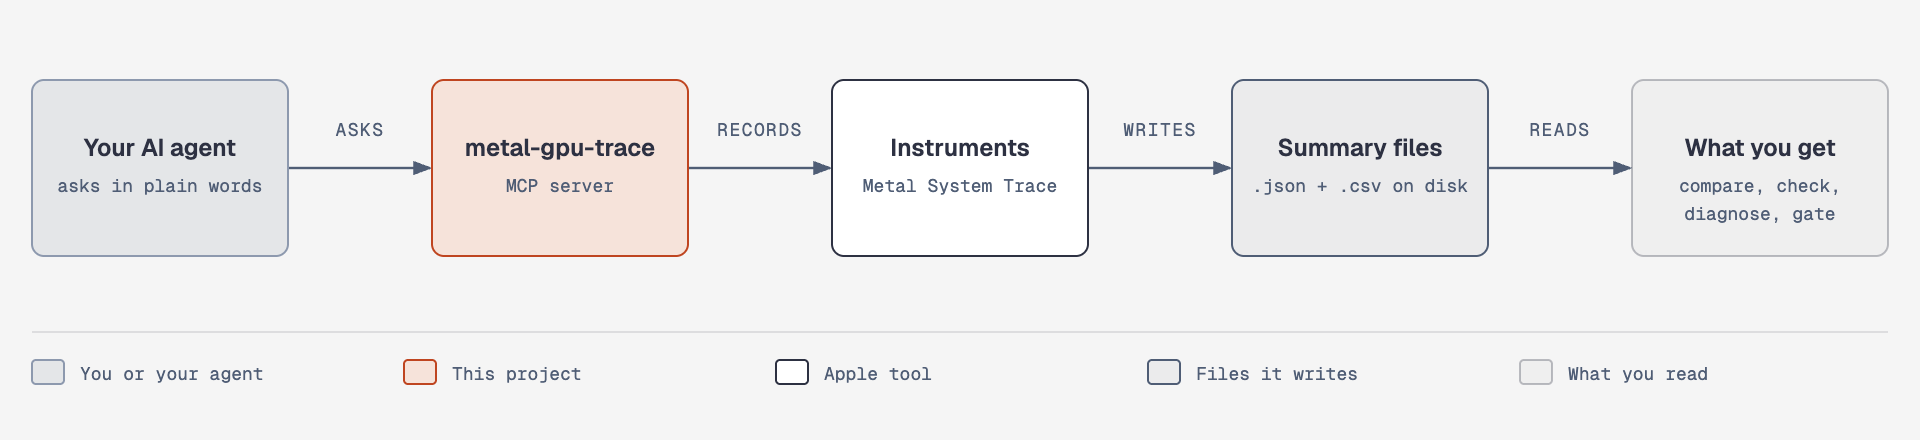 Your AI agent
asks in plain words
ASKS
metal-gpu-trace
MCP server
RECORDS
Instruments
Metal System Trace
WRITES
Summary files
.json + .csv on disk
READS
What you get
compare, check,
diagnose, gate
You or your agent
This project
Apple tool
Files it writes
What you read